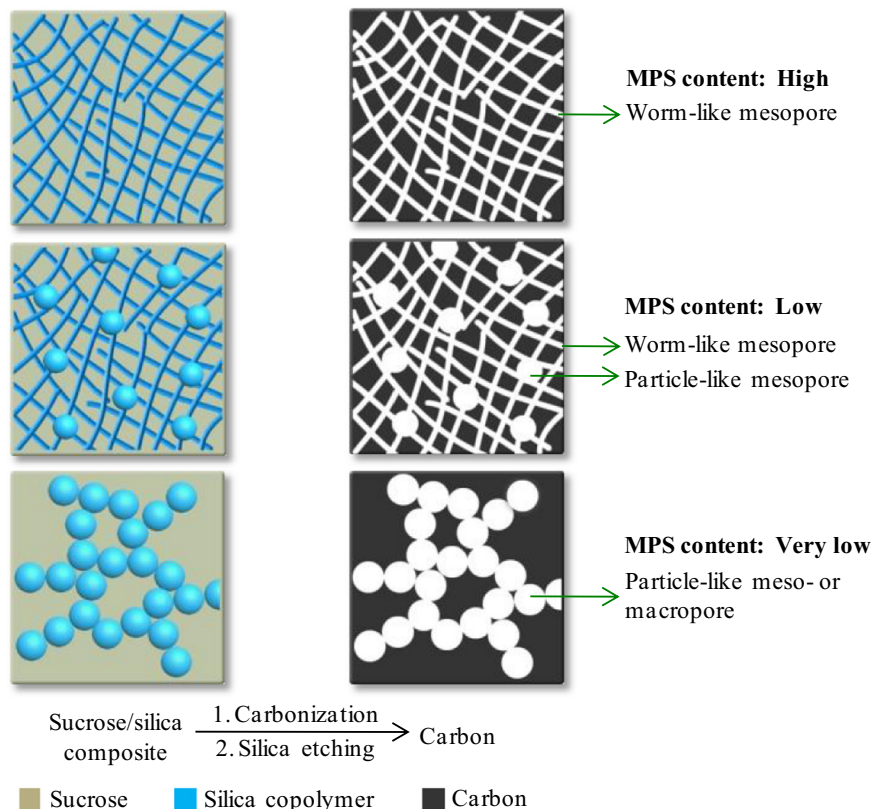 MPS content: High
Worm-like mesopore
MPS content: Low
Worm-like mesopore
Particle-like mesopore
MPS content: Very low
Particle-like meso- or
macropore
Sucrose/silica
composite
1. Carbonization
2. Silica etching
Carbon
Sucrose
Silica copolymer
Carbon